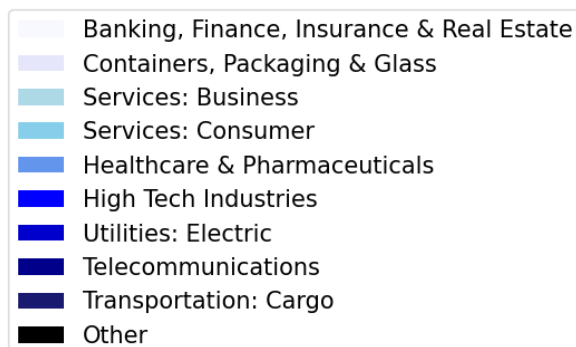 Banking, Finance, Insurance & Real Estate
Containers, Packaging & Glass
Services: Business
Services: Consumer
Healthcare & Pharmaceuticals
High Tech Industries
Utilities: Electric
Telecommunications
Transportation: Cargo
Other